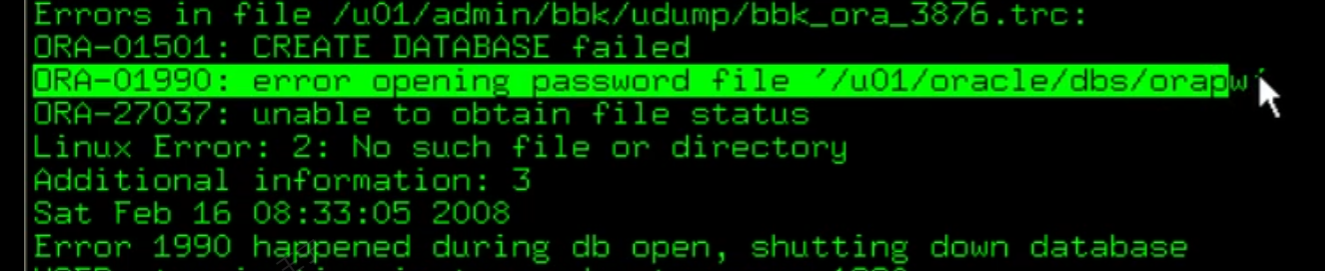 Errors in file /u01/admin/bbk/udump/bbk_ora_3876.trc:
ORA-01501: CREATE DATABASE failed
ORA-01990: error opening password file '/u01/oracle/dbs/orapw'
ORA-27037: unable to obtain file status
Linux Error: 2: No such file or directory
Additional information: 3
Sat Feb 16 08:33:05 2008
Error 1990 happened during db open, shutting down database